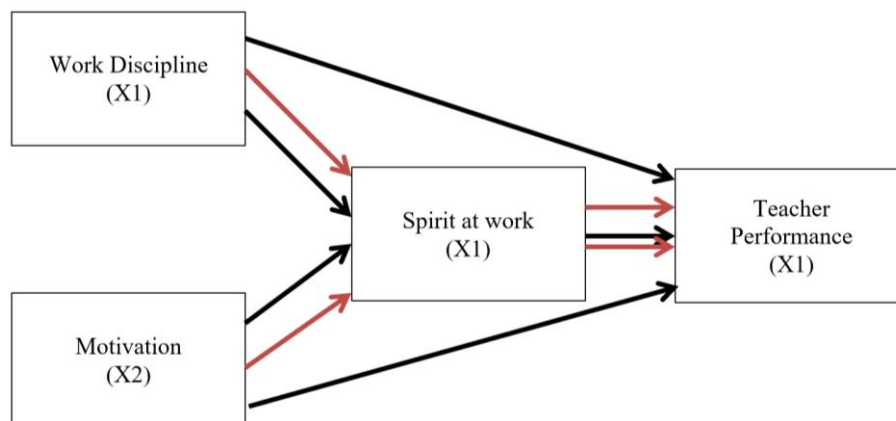 Work Discipline
(X1)
Spirit at work
(X1)
Teacher
Performance
(X1)
Motivation
(X2)